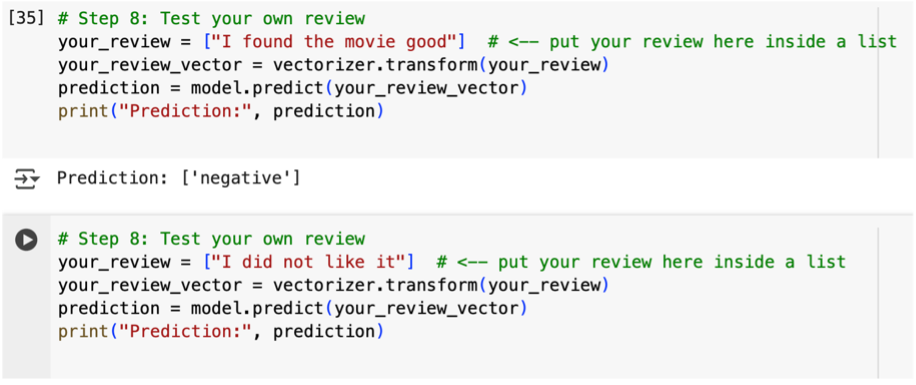 [35] # Step 8: Test your own review
your_review = ["I found the movie good"]  # <-- put your review here inside a list
your_review_vector = vectorizer.transform(your_review)
prediction = model.predict(your_review_vector)
print("Prediction:", prediction)
Prediction: ['negative']
# Step 8: Test your own review
your_review = ["I did not like it"]  # <-- put your review here inside a list
your_review_vector = vectorizer.transform(your_review)
prediction = model.predict(your_review_vector)
print("Prediction:", prediction)